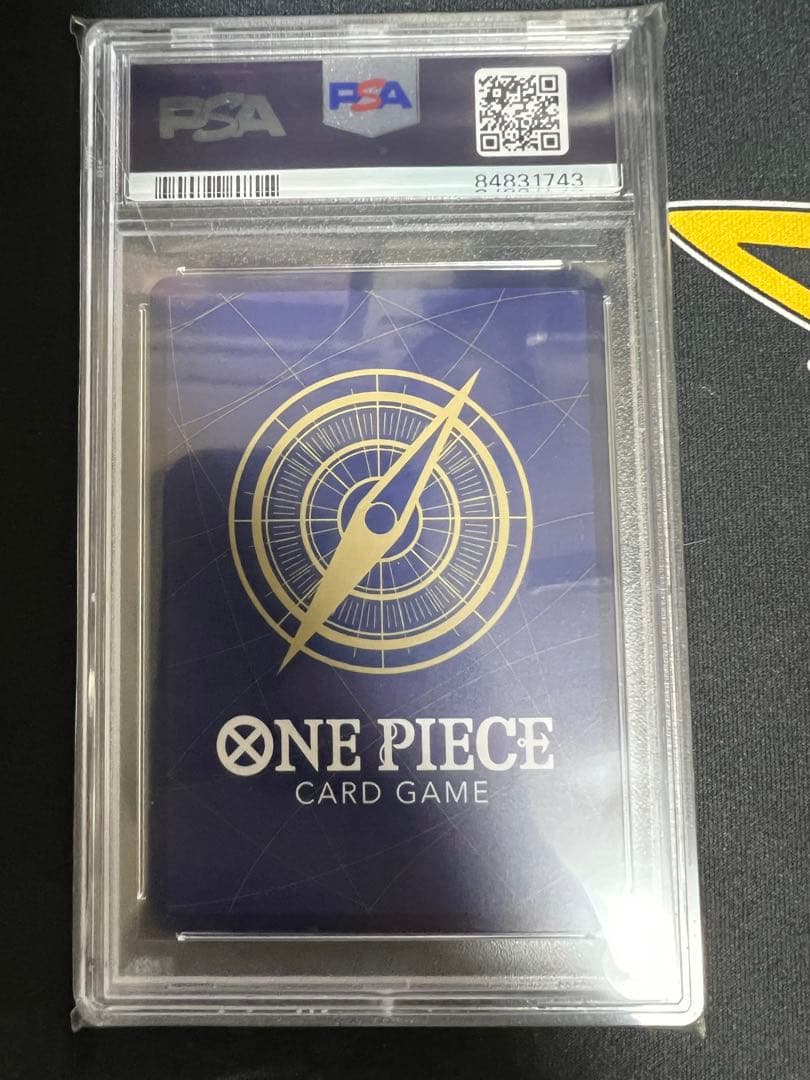 PSA
PSA
84831743
ONE PIECE
CARD GAME